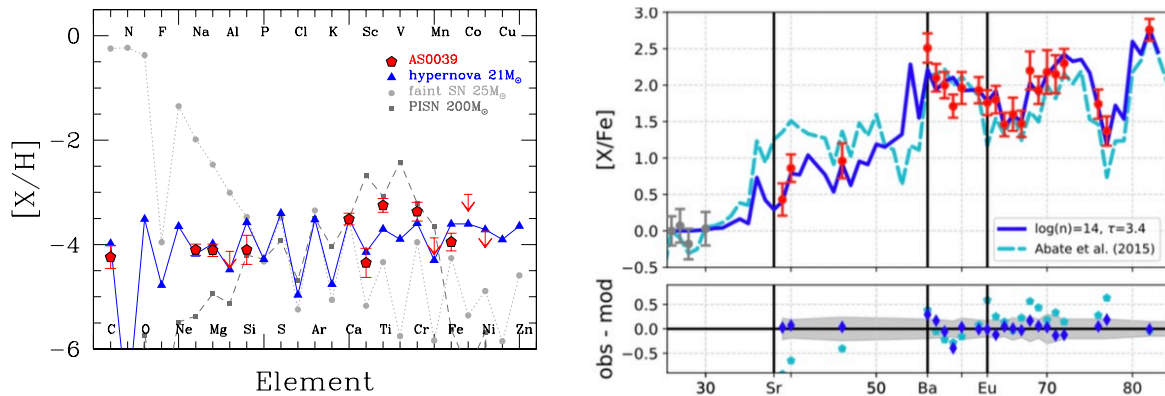 N F Na Al P Cl K Sc V Mn Co Cu
AS0039
hypernova 21M⊙
faint SN 25M⊙
PISN 200M⊙
0
−2
−4
−6
[X/H]
C O Ne Mg Si S Ar Ca Ti Cr Fe Ni Zn
Element
3.0
2.5
2.0
1.5
1.0
0.5
0.0
−0.5
[X/Fe]
log(n)=14, τ=3.4
Abate et al. (2015)
0.5
0.0
−0.5
obs - mod
30 Sr 50 Ba Eu 70 80